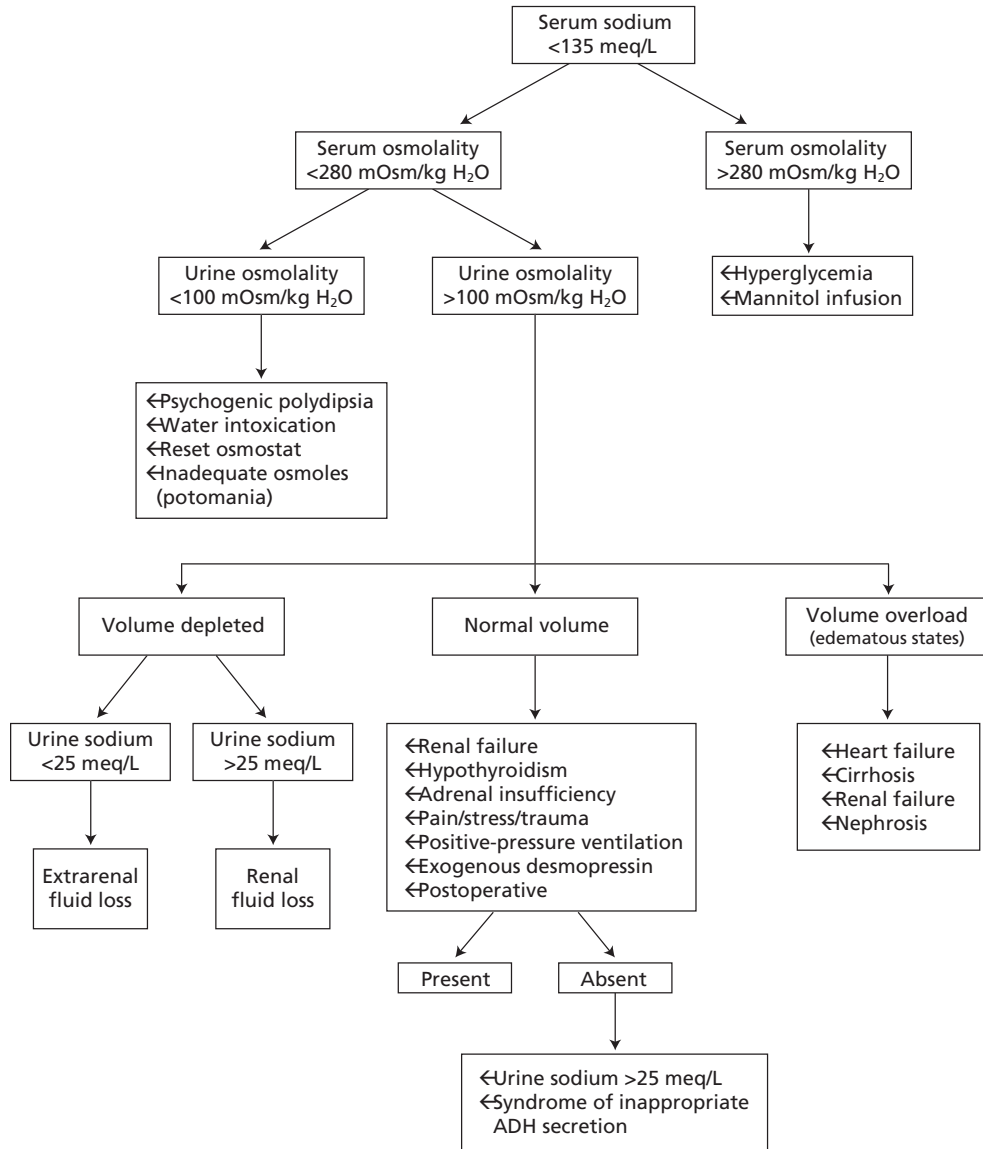 Serum sodium
<135 meq/L
Serum osmolality
<280 mOsm/kg H₂O
Serum osmolality
>280 mOsm/kg H₂O
Urine osmolality
<100 mOsm/kg H₂O
Urine osmolality
>100 mOsm/kg H₂O
←Hyperglycemia
←Mannitol infusion
←Psychogenic polydipsia
←Water intoxication
←Reset osmostat
←Inadequate osmoles
(potomania)
Volume depleted
Normal volume
Volume overload
(edematous states)
Urine sodium
<25 meq/L
Urine sodium
>25 meq/L
←Renal failure
←Hypothyroidism
←Adrenal insufficiency
←Pain/stress/trauma
←Positive-pressure ventilation
←Exogenous desmopressin
←Postoperative
←Heart failure
←Cirrhosis
←Renal failure
←Nephrosis
Extrarenal
fluid loss
Renal
fluid loss
Present
Absent
←Urine sodium >25 meq/L
←Syndrome of inappropriate
ADH secretion